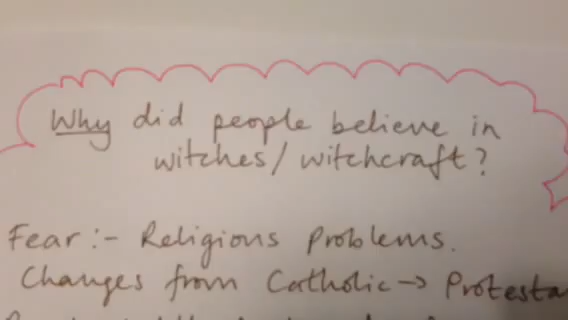 Why did people believe in
witches/witchcraft?
Fear:- Religious Problems.
Changes from Catholic → Protesta